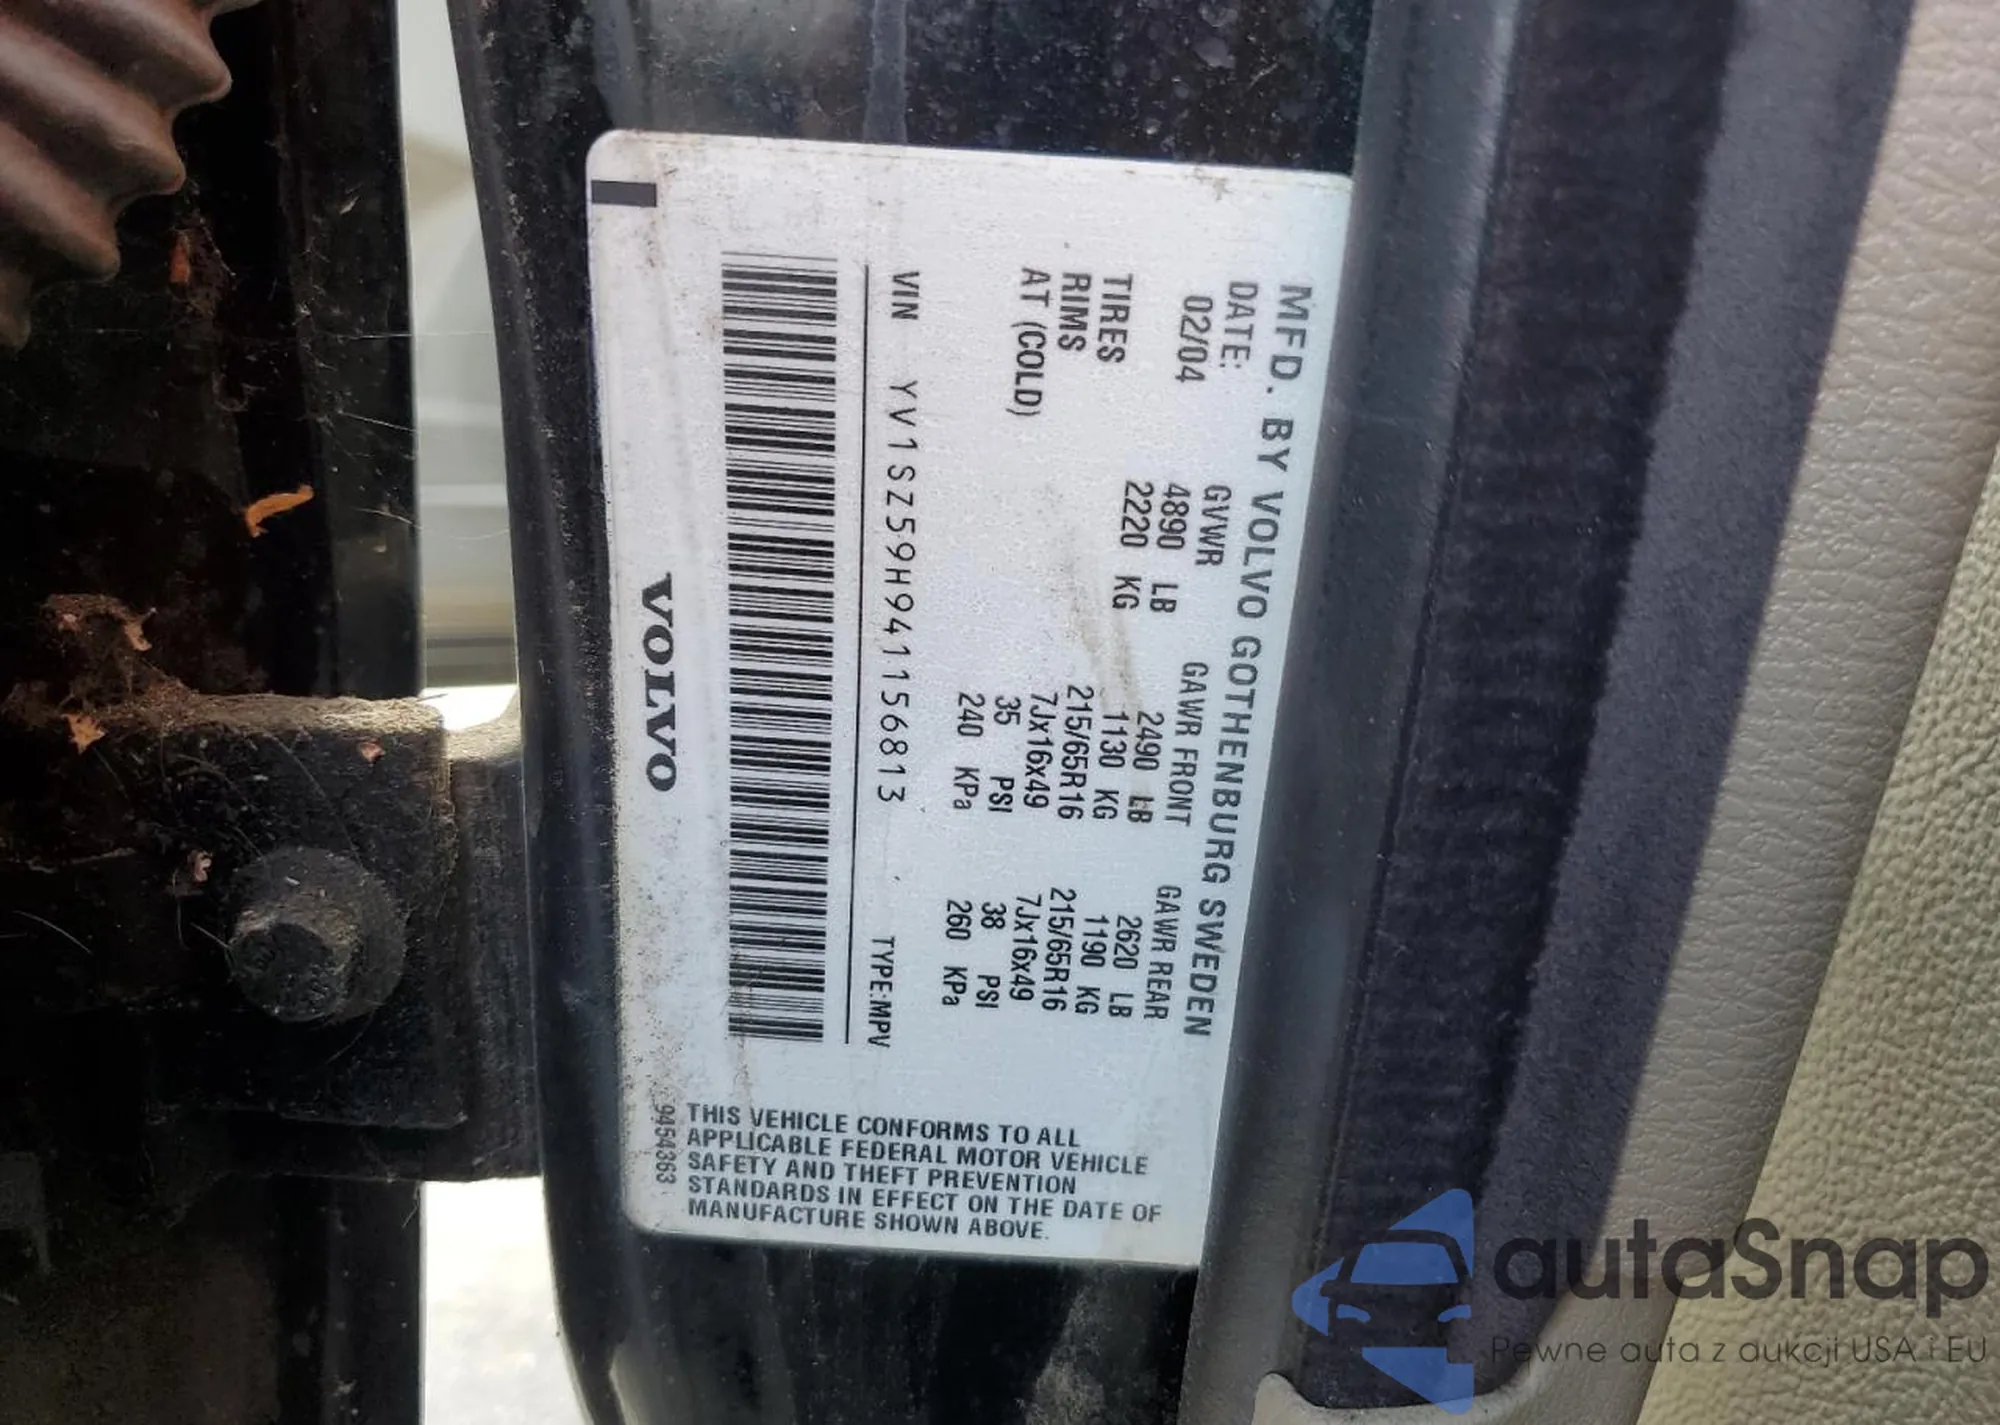 MFD. BY VOLVO GOTHENBURG SWEDEN
DATE: GVWR GAWR FRONT GAWR REAR
02/04 4890 LB 2490 LB 2620 LB
2220 KG 1130 KG 1190 KG
TIRES 215/65R16 215/65R16
RIMS 7Jx16x49 7Jx16x49
AT (COLD) 35 PSI 38 PSI
240 KPa 260 KPa
VIN YV1SZ59H941156813 TYPE:MPV
VOLVO
THIS VEHICLE CONFORMS TO ALL
APPLICABLE FEDERAL MOTOR VEHICLE
SAFETY AND THEFT PREVENTION
STANDARDS IN EFFECT ON THE DATE OF
MANUFACTURE SHOWN ABOVE.
9454363
autaSnap
Pewne auta z aukcji USA i EU